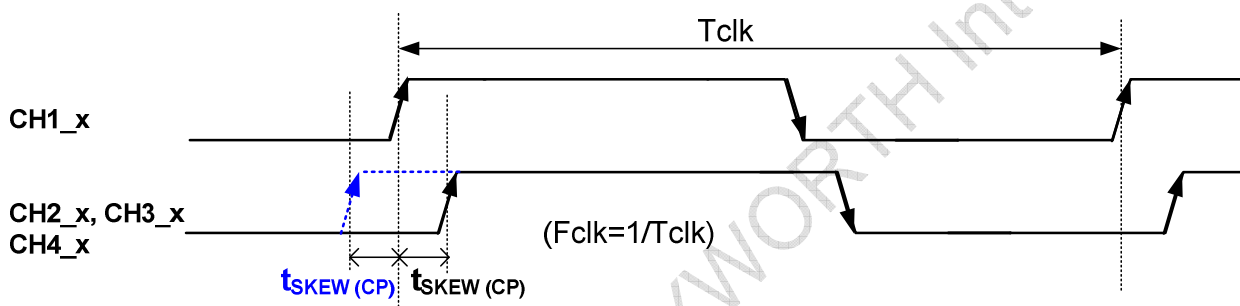 Tclk
CH1_x
CH2_x, CH3_x
CH4_x
(Fclk=1/Tclk)
tSKEW (CP)
tSKEW (CP)